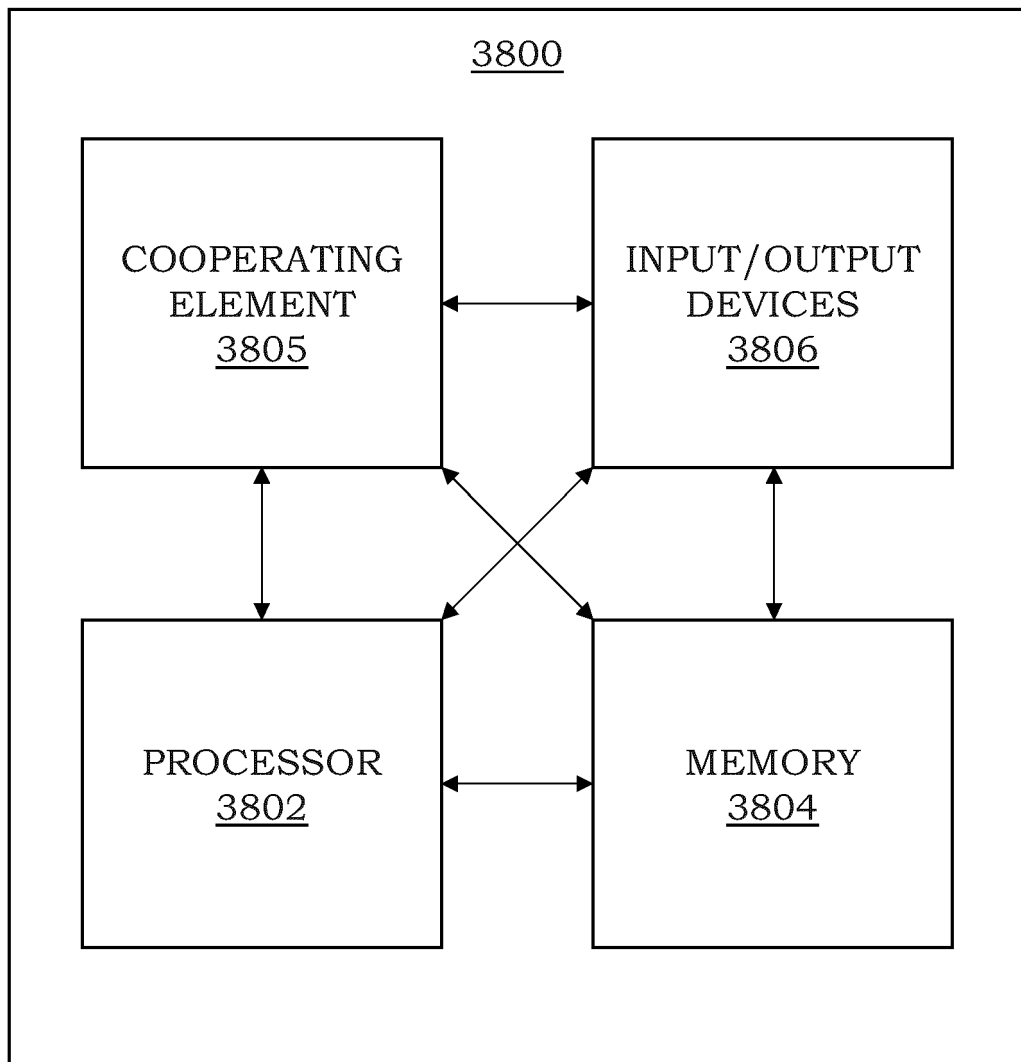 3800
COOPERATING
ELEMENT
3805
INPUT/OUTPUT
DEVICES
3806
PROCESSOR
3802
MEMORY
3804